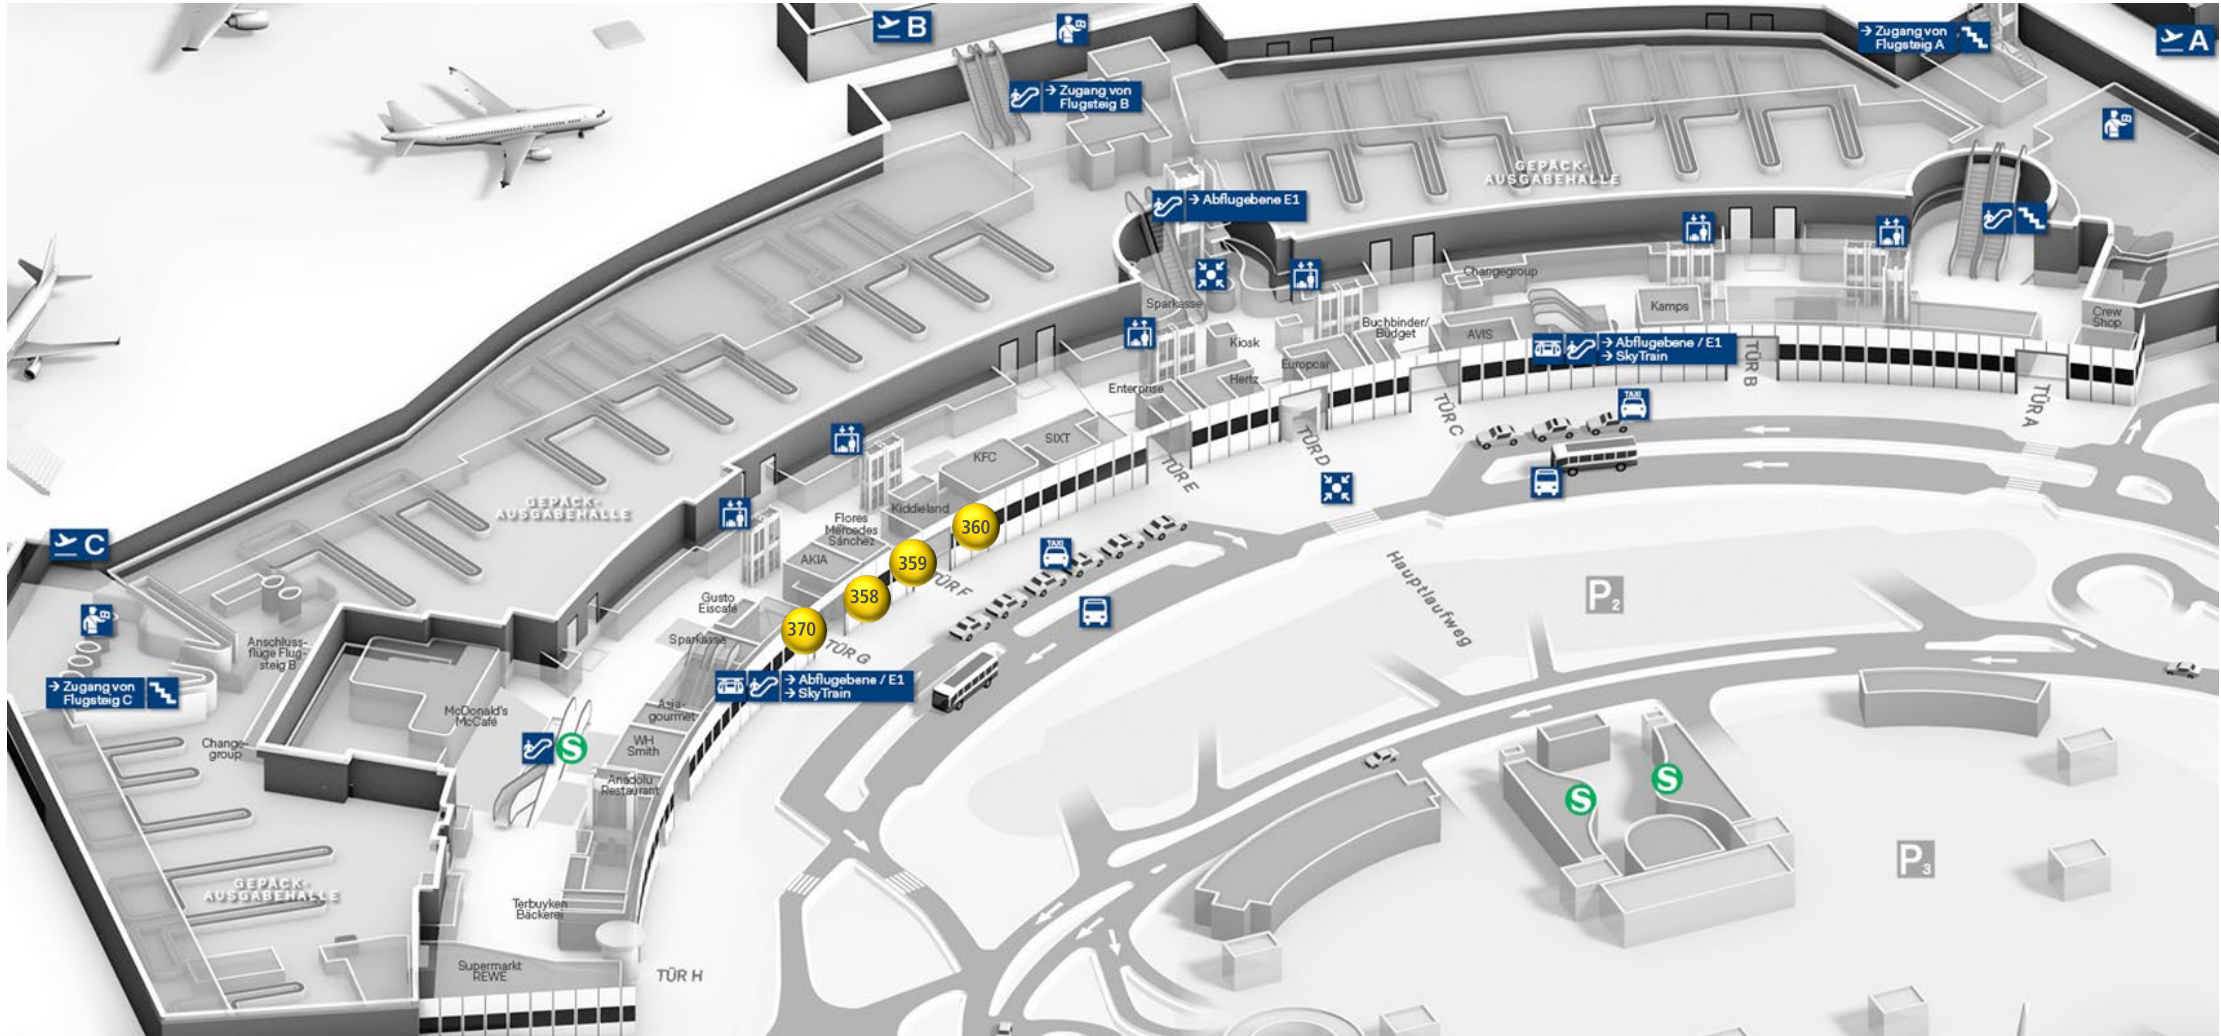 B
→ Zugang von
Flugsteig A
A
→ Zugang von
Flugsteig B
GEPÄCK-
AUSGABEHALLE
→ Abflugebene E1
Changegroup
Sparkasse
Kamps
Crew
Shop
Buchbinder/
Budget
AVIS
Kiosk
Europcar
→ Abflugebene / E1
→ SkyTrain
TÜR B
Hertz
Enterprise
TÜR A
TAXI
TÜR C
SIXT
TÜR D
KFC
TÜR E
GEPÄCK-
AUSGABEHALLE
Kiddieland
Flores
Mercedes
Sánchez
360
C
AKIA
359
TAXI
TÜR F
358
Hauptlaufweg
P2
Gusto
Eiscafé
370
Sparkasse
TÜR G
Anschluss-
flüge Flug-
steig B
→ Zugang von
Flugsteig C
→ Abflugebene / E1
→ SkyTrain
McDonald's
McCafé
Asia-
gourmet
Change-
group
WH
Smith
S
S
S
Anadolu
Restaurant
P3
GEPÄCK-
AUSGABEHALLE
Terbuyken
Bäckerei
Supermarkt
REWE
TÜR H